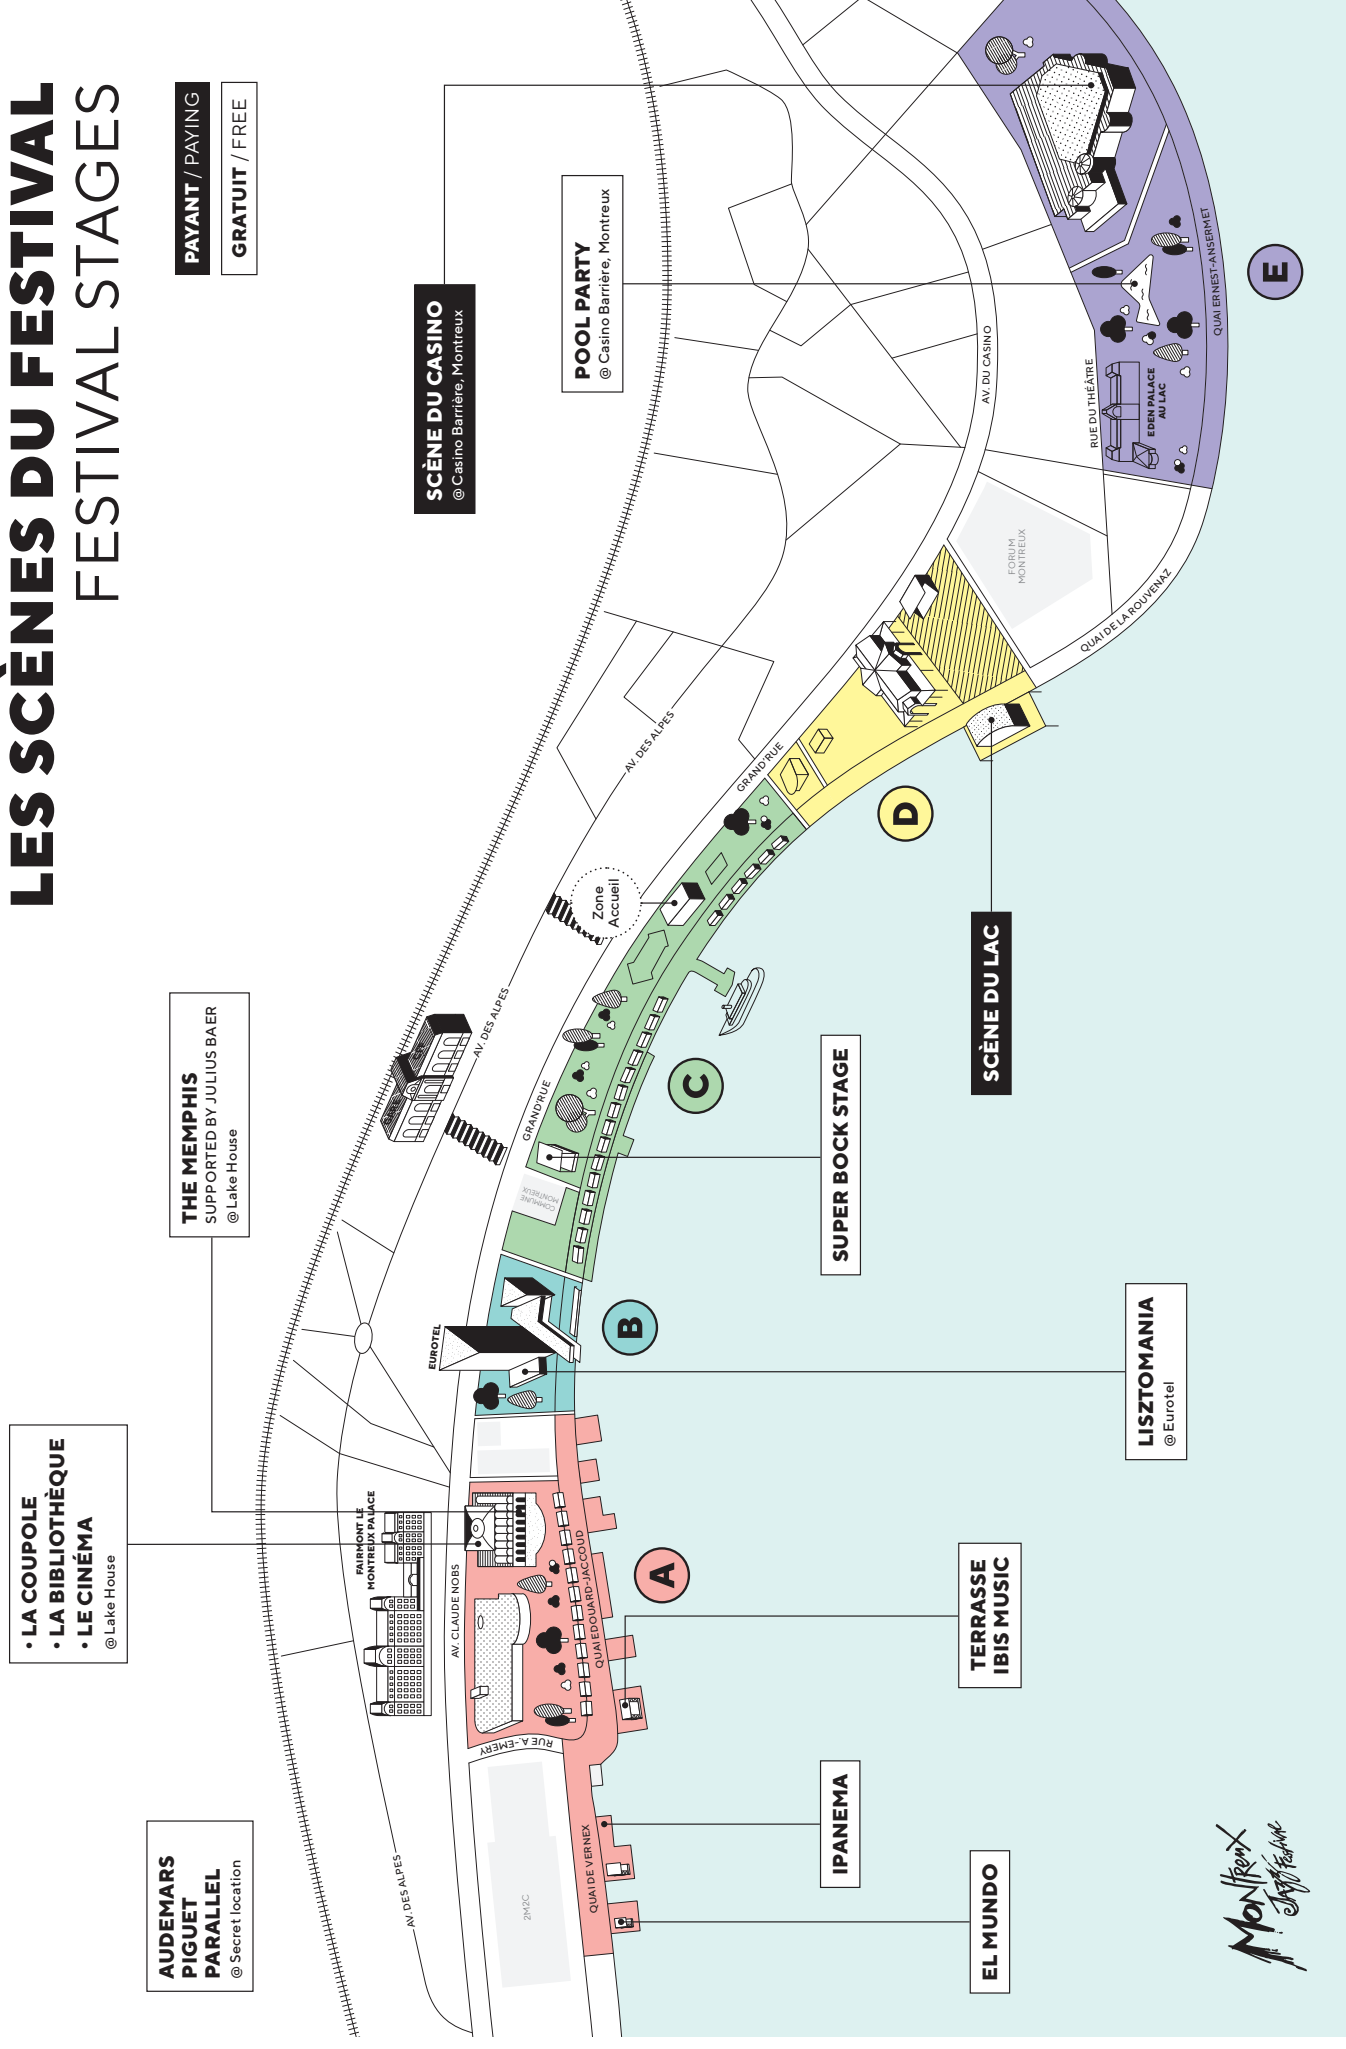 LES SCÈNES DU FESTIVAL
FESTIVAL STAGES
PAYANT / PAYING
GRATUIT / FREE
AUDEMARS
PIGUET
PARALLEL
@ Secret location
• LA COUPOLE
• LA BIBLIOTHÈQUE
• LE CINÉMA
@ Lake House
THE MEMPHIS
SUPPORTED BY JULIUS BAER
@ Lake House
SCÈNE DU CASINO
@ Casino Barrière, Montreux
POOL PARTY
@ Casino Barrière, Montreux
FAIRMONT LE
MONTREUX PALACE
EUROTEL
GARE
CFF
Zone
Accueil
AV. DES ALPES
AV. DES ALPES
AV. DES ALPES
AV. CLAUDE NOBS
GRAND'RUE
GRAND'RUE
AV. DU CASINO
RUE DU THÉÂTRE
RUE A.-EMERY
QUAI DE VERNEX
QUAI EDOUARD-JACCOUD
QUAI DE LA ROUVENAZ
QUAI ERNEST-ANSERMET
2M2C
COMMUNE
MONTREUX
FORUM
MONTREUX
EDEN PALACE
AU LAC
A
B
C
D
E
EL MUNDO
IPANEMA
TERRASSE
IBIS MUSIC
LISZTOMANIA
@ Eurotel
SUPER BOCK STAGE
SCÈNE DU LAC
MONTREUX
JAZZ Festival